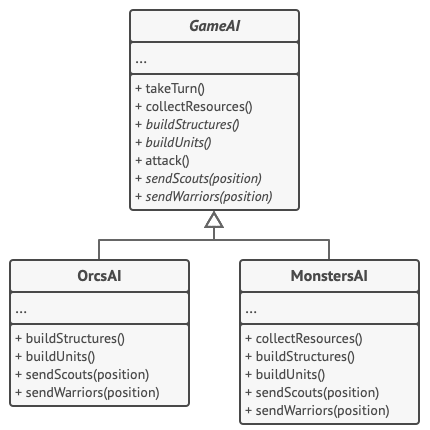 GameAI
...
+ takeTurn()
+ collectResources()
+ buildStructures()
+ buildUnits()
+ attack()
+ sendScouts(position)
+ sendWarriors(position)
OrcsAI
...
+ buildStructures()
+ buildUnits()
+ sendScouts(position)
+ sendWarriors(position)
MonstersAI
...
+ collectResources()
+ buildStructures()
+ buildUnits()
+ sendScouts(position)
+ sendWarriors(position)